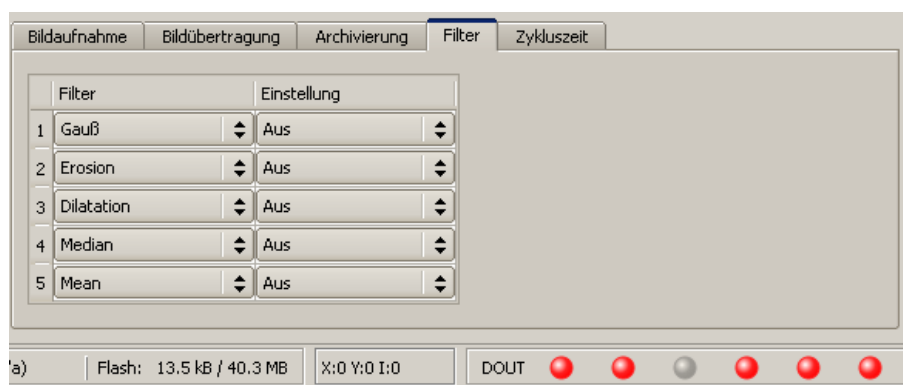 Bildaufnahme Bildübertragung Archivierung Filter Zykluszeit
Filter Einstellung
1 Gauß Aus
2 Erosion Aus
3 Dilatation Aus
4 Median Aus
5 Mean Aus
'a) Flash: 13.5 kB / 40.3 MB X:0 Y:0 I:0 DOUT